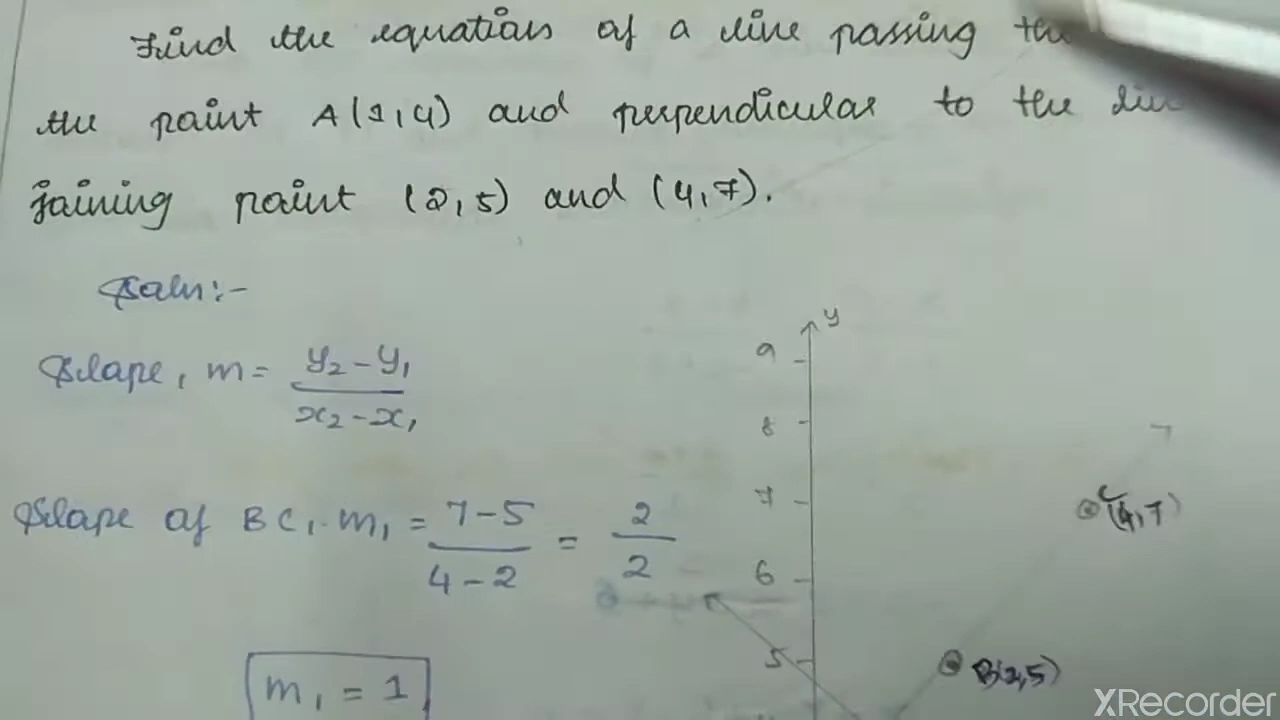 Find the equation of a line passing
the point A(1,4) and perpendicular to the
joining point (2,5) and (4,7).
Soln:-
Slope, m = y₂-y₁ / x₂-x₁
Slope of BC, m₁ = 7-5 / 4-2 = 2 / 2
m₁ = 1
y
9
8
7
6
5
C(4,7)
B(2,5)
XRecorder